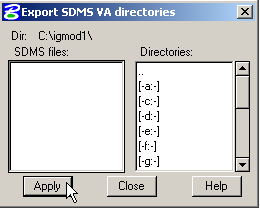 Export SDMS VA directories
Dir: C:\igmod1\
SDMS files: Directories:
..
[-a:-]
[-c:-]
[-d:-]
[-e:-]
[-f:-]
[-g:-]
Apply Close Help